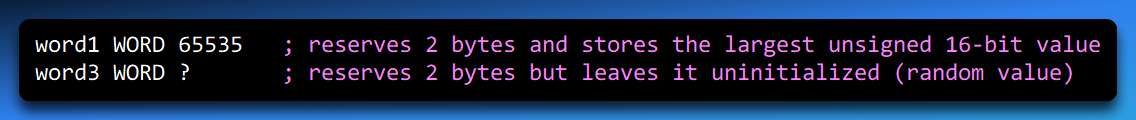 word1 WORD 65535   ; reserves 2 bytes and stores the largest unsigned 16-bit value
word3 WORD ?       ; reserves 2 bytes but leaves it uninitialized (random value)